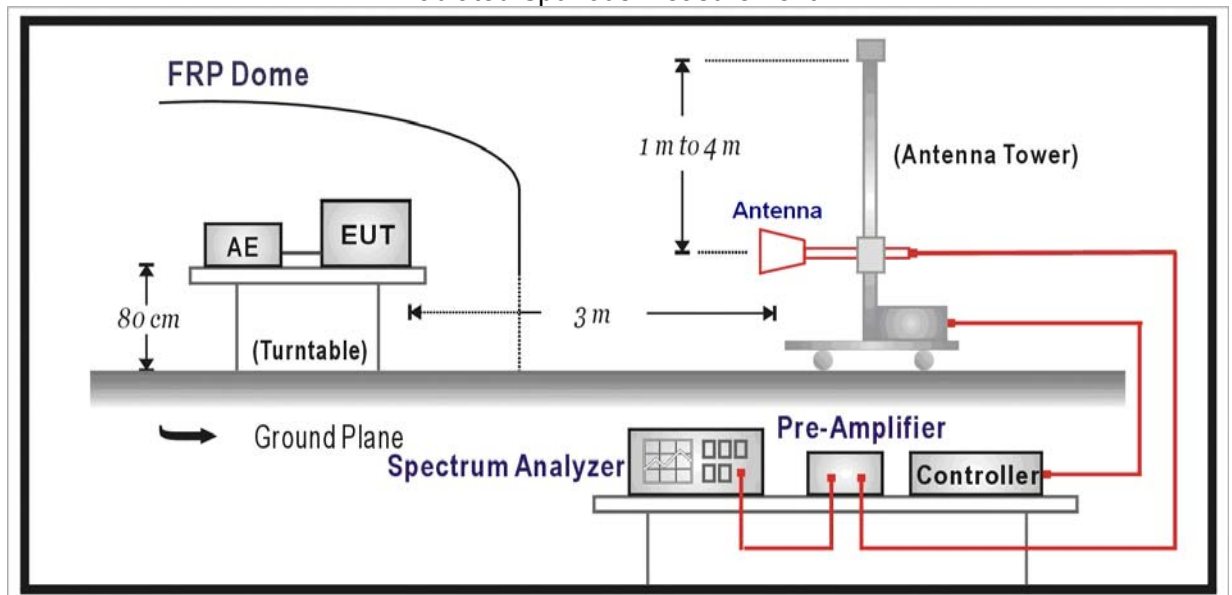 FRP Dome
1 m to 4 m
(Antenna Tower)
Antenna
AE
EUT
80 cm
3 m
(Turntable)
Ground Plane
Pre-Amplifier
Spectrum Analyzer
Controller